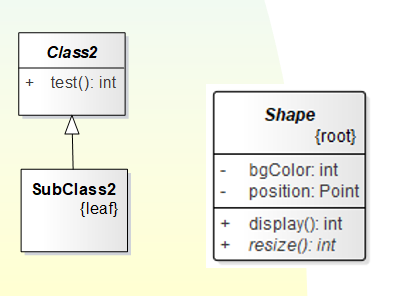 Class2
+ test(): int
SubClass2
{leaf}
Shape
{root}
- bgColor: int
- position: Point
+ display(): int
+ resize(): int